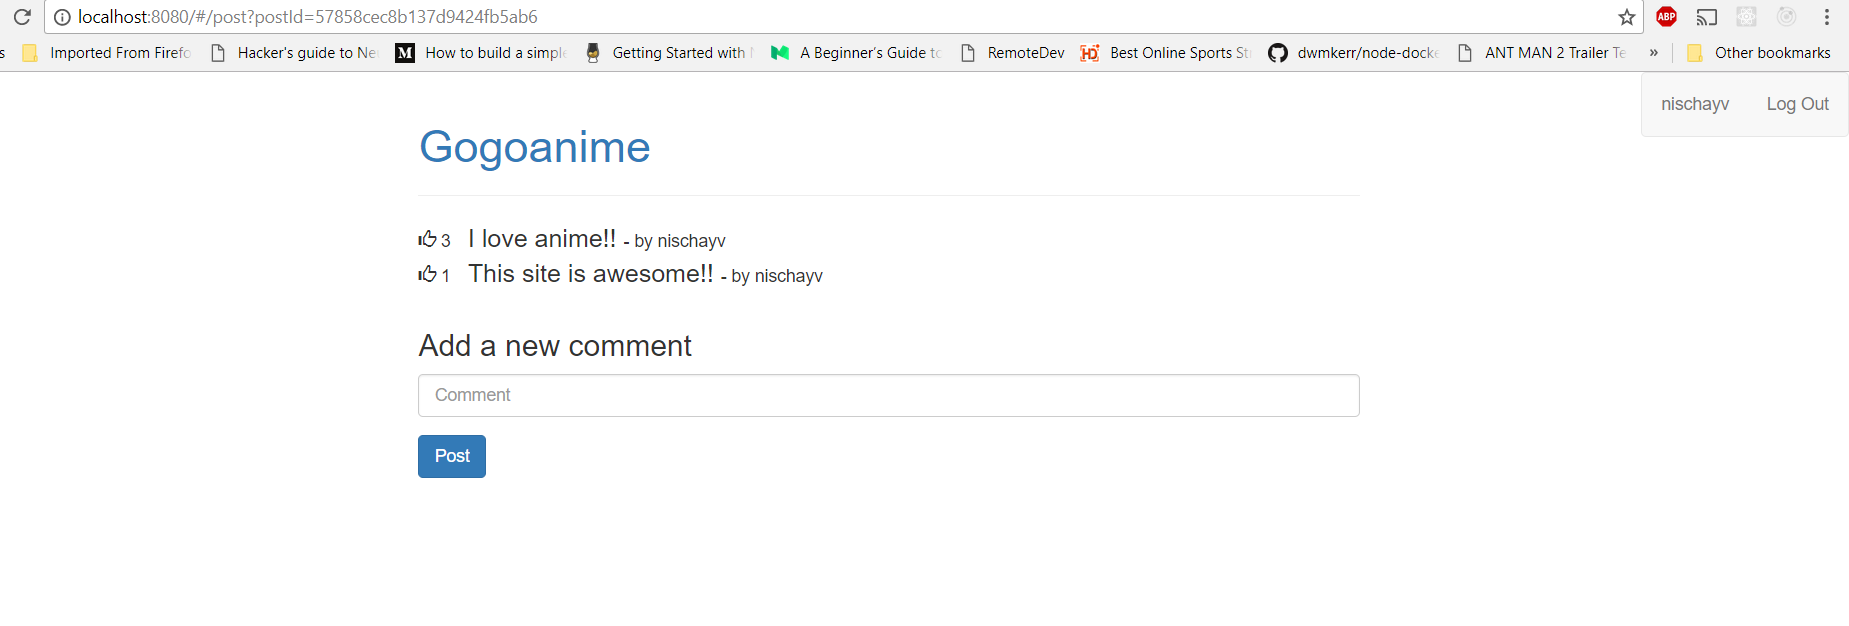 localhost:8080/#/post?postId=57858cec8b137d9424fb5ab6
ABP
s Imported From Firefo Hacker's guide to Ne M How to build a simple Getting Started with A Beginner's Guide to RemoteDev HD Best Online Sports St dwmkerr/node-docke ANT MAN 2 Trailer Te » Other bookmarks
nischayv Log Out
Gogoanime
3 I love anime!! - by nischayv
1 This site is awesome!! - by nischayv
Add a new comment
Comment
Post